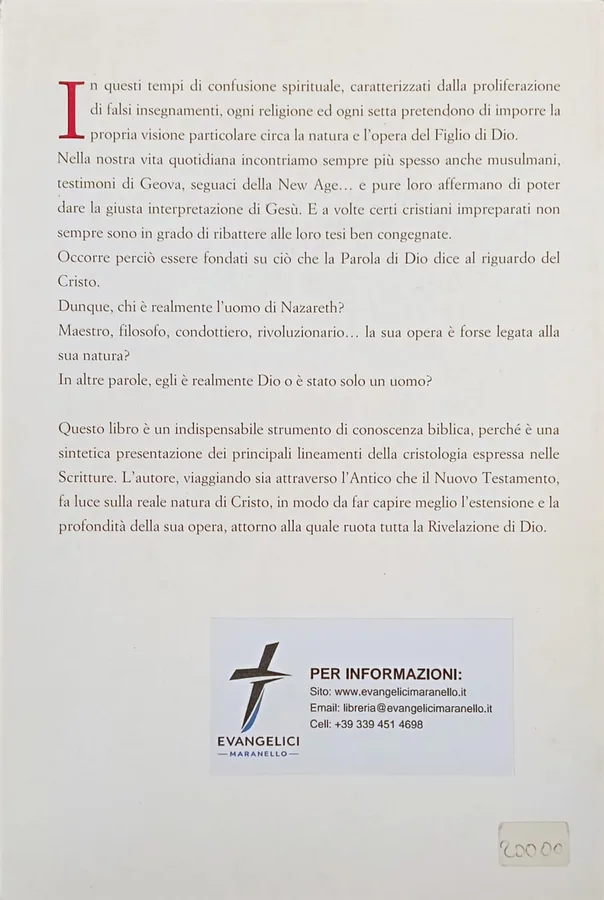 In questi tempi di confusione spirituale, caratterizzati dalla proliferazione
di falsi insegnamenti, ogni religione ed ogni setta pretendono di imporre la
propria visione particolare circa la natura e l'opera del Figlio di Dio.
Nella nostra vita quotidiana incontriamo sempre più spesso anche musulmani,
testimoni di Geova, seguaci della New Age... e pure loro affermano di poter
dare la giusta interpretazione di Gesù. E a volte certi cristiani impreparati non
sempre sono in grado di ribattere alle loro tesi ben congegnate.
Occorre perciò essere fondati su ciò che la Parola di Dio dice al riguardo del
Cristo.
Dunque, chi è realmente l'uomo di Nazareth?
Maestro, filosofo, condottiero, rivoluzionario... la sua opera è forse legata alla
sua natura?
In altre parole, egli è realmente Dio o è stato solo un uomo?
Questo libro è un indispensabile strumento di conoscenza biblica, perché è una
sintetica presentazione dei principali lineamenti della cristologia espressa nelle
Scritture. L'autore, viaggiando sia attraverso l'Antico che il Nuovo Testamento,
fa luce sulla reale natura di Cristo, in modo da far capire meglio l'estensione e la
profondità della sua opera, attorno alla quale ruota tutta la Rivelazione di Dio.
PER INFORMAZIONI:
Sito: www.evangelicimaranello.it
Email: libreria@evangelicimaranello.it
Cell: +39 339 451 4698
EVANGELICI
MARANELLO